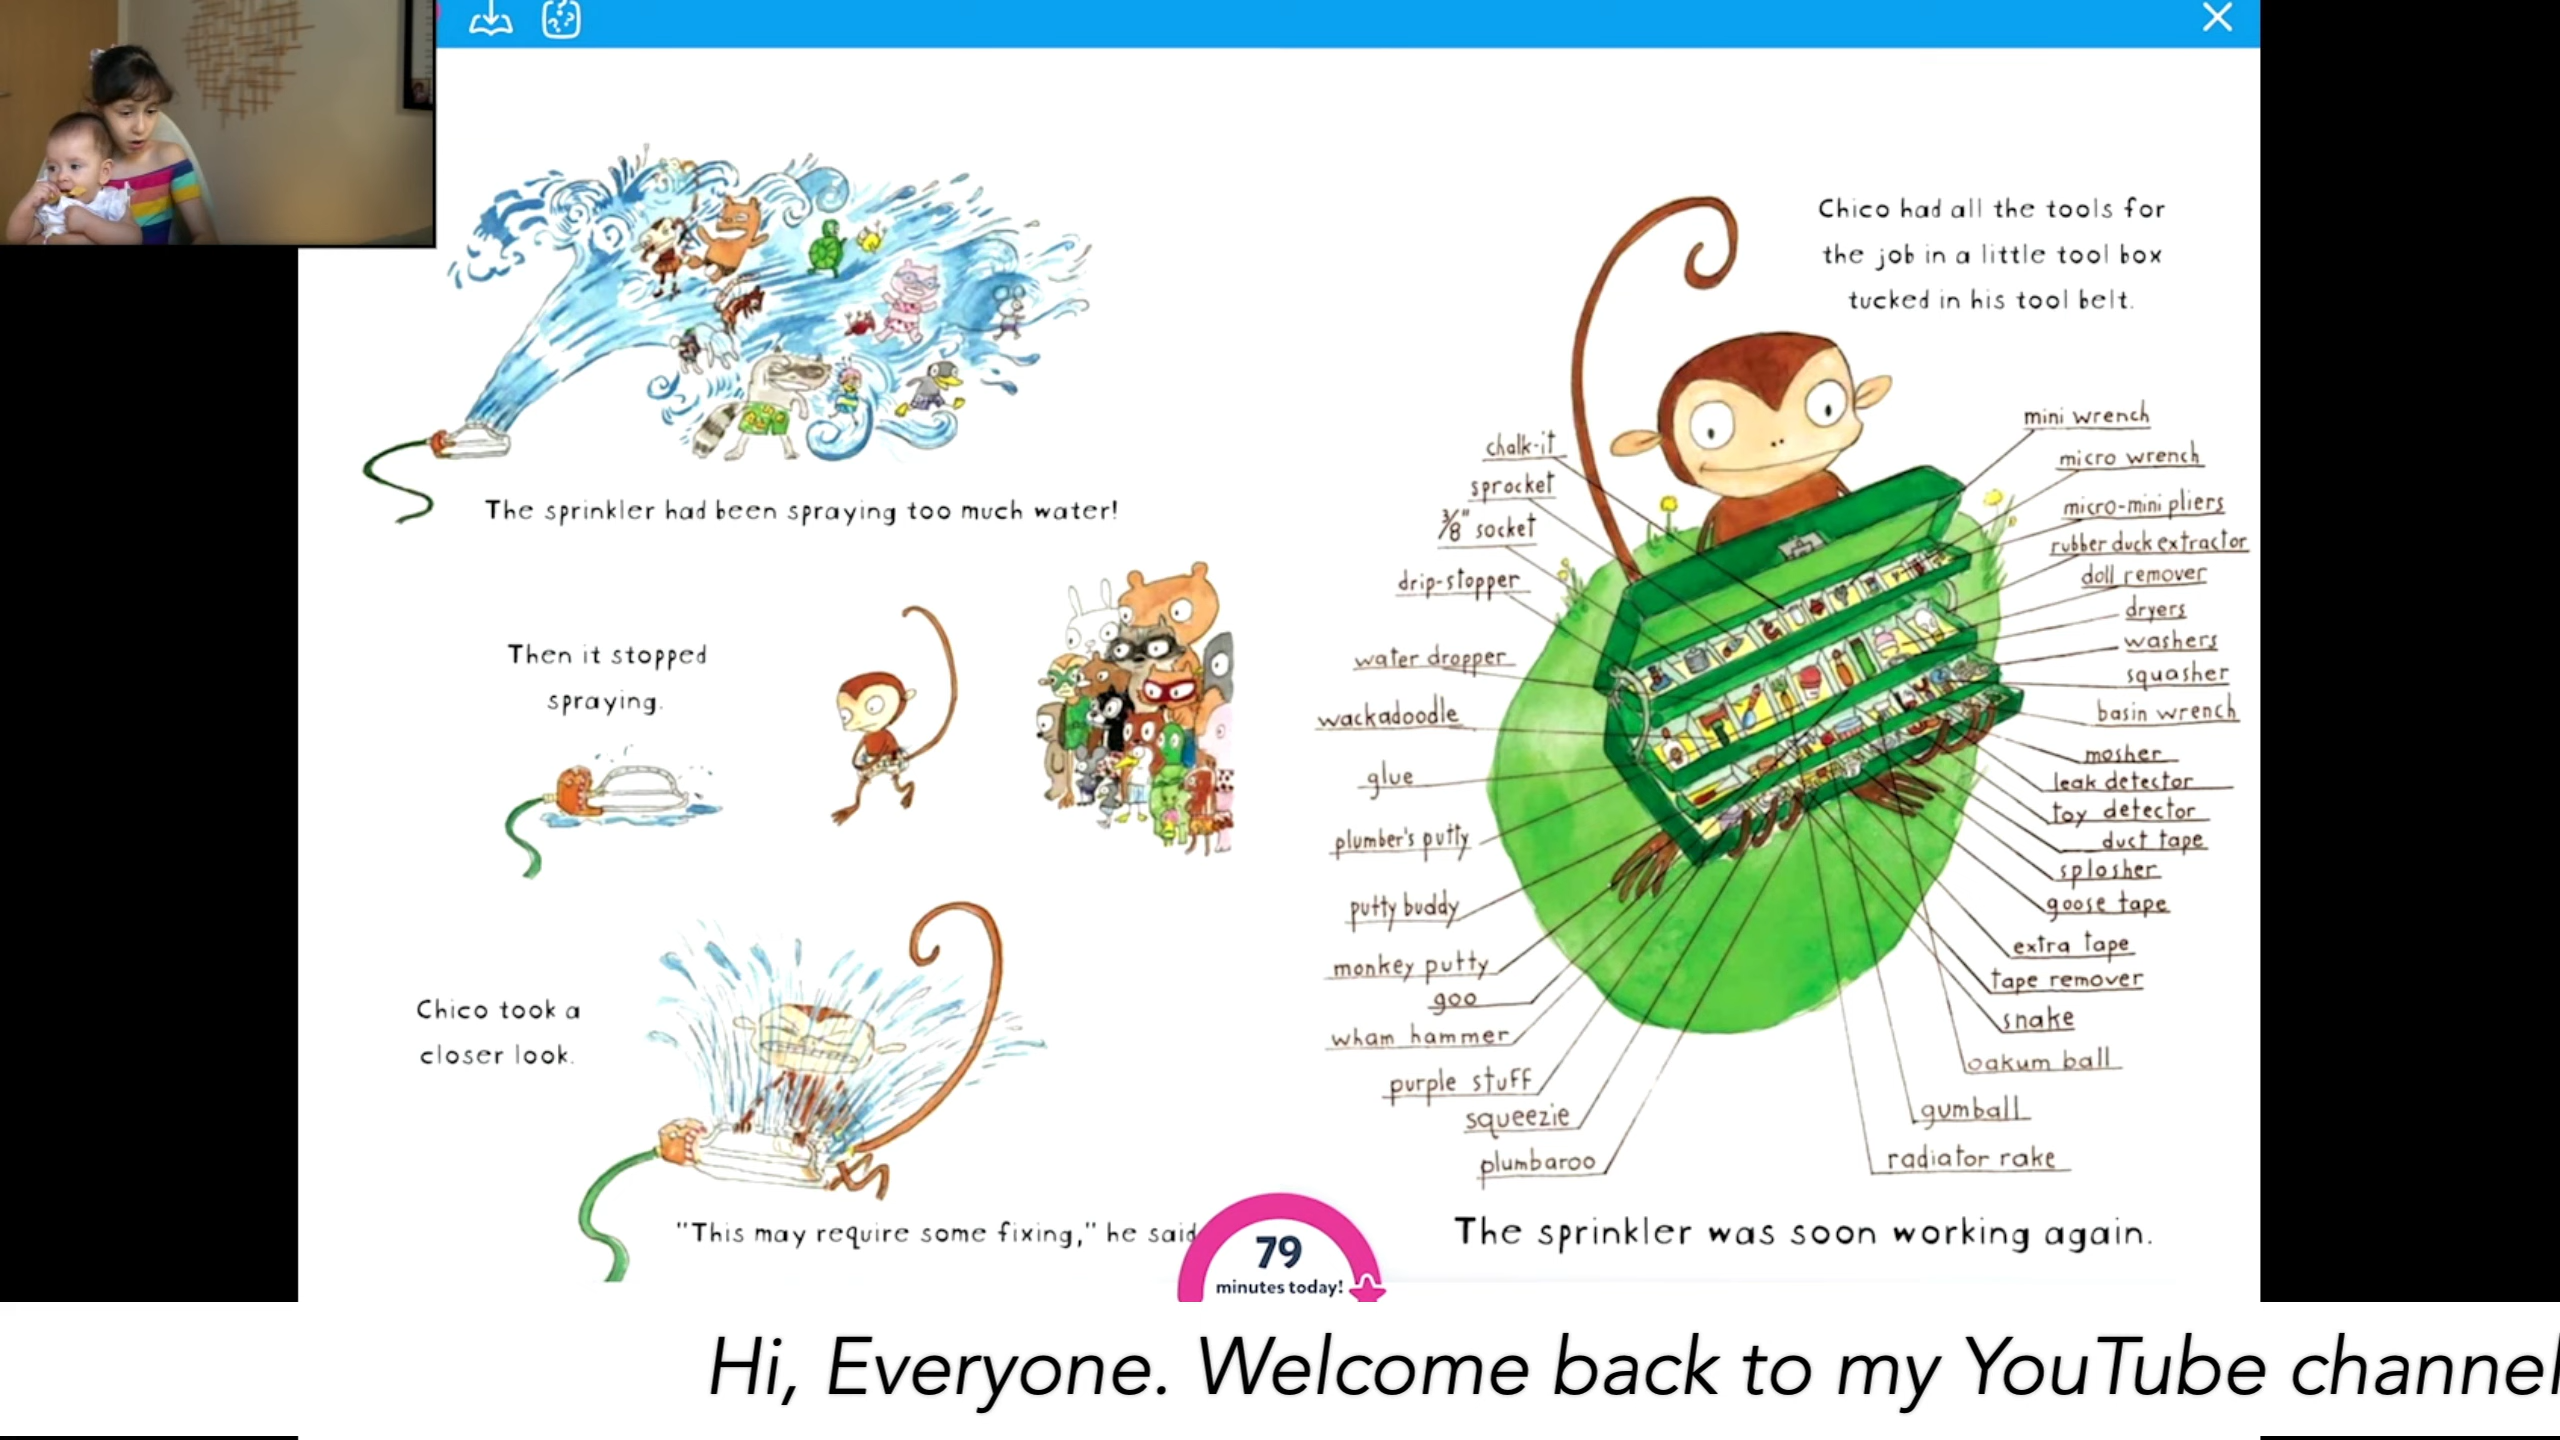 The sprinkler had been spraying too much water!
Then it stopped
spraying.
Chico took a
closer look.
"This may require some fixing," he said
Chico had all the tools for
the job in a little tool box
tucked in his tool belt.
chalk-it
sprocket
3/8" socket
drip-stopper
water dropper
wackadoodle
glue
plumber's putty
putty buddy
monkey putty
goo
wham hammer
purple stuff
squeezie
plumbaroo
mini wrench
micro wrench
micro-mini pliers
rubber duck extractor
doll remover
dryers
washers
squasher
basin wrench
mosher
leak detector
toy detector
duct tape
splosher
goose tape
extra tape
tape remover
snake
oakum ball
gumball
radiator rake
The sprinkler was soon working again.
79
minutes today!
Hi, Everyone. Welcome back to my YouTube channel